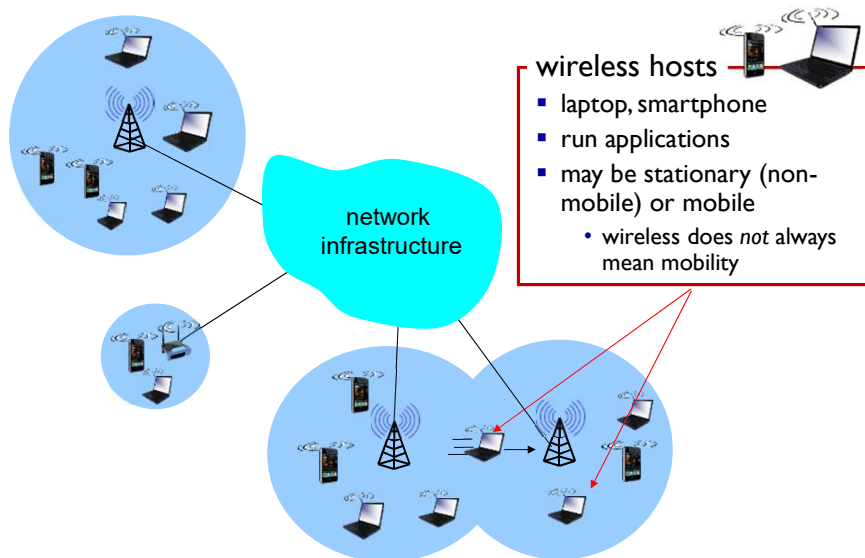 wireless hosts
▪ laptop, smartphone
▪ run applications
▪ may be stationary (non-
mobile) or mobile
• wireless does not always
mean mobility
network
infrastructure